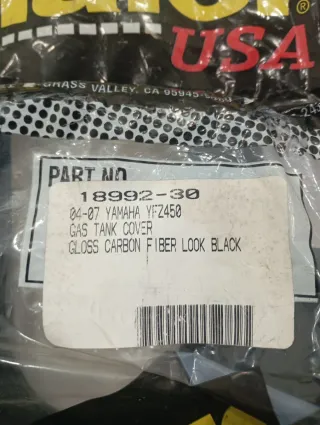 USA
GRASS VALLEY, CA 95945
PART NO.
18992-30
04-07 YAMAHA YFZ450
GAS TANK COVER
GLOSS CARBON FIBER LOOK BLACK